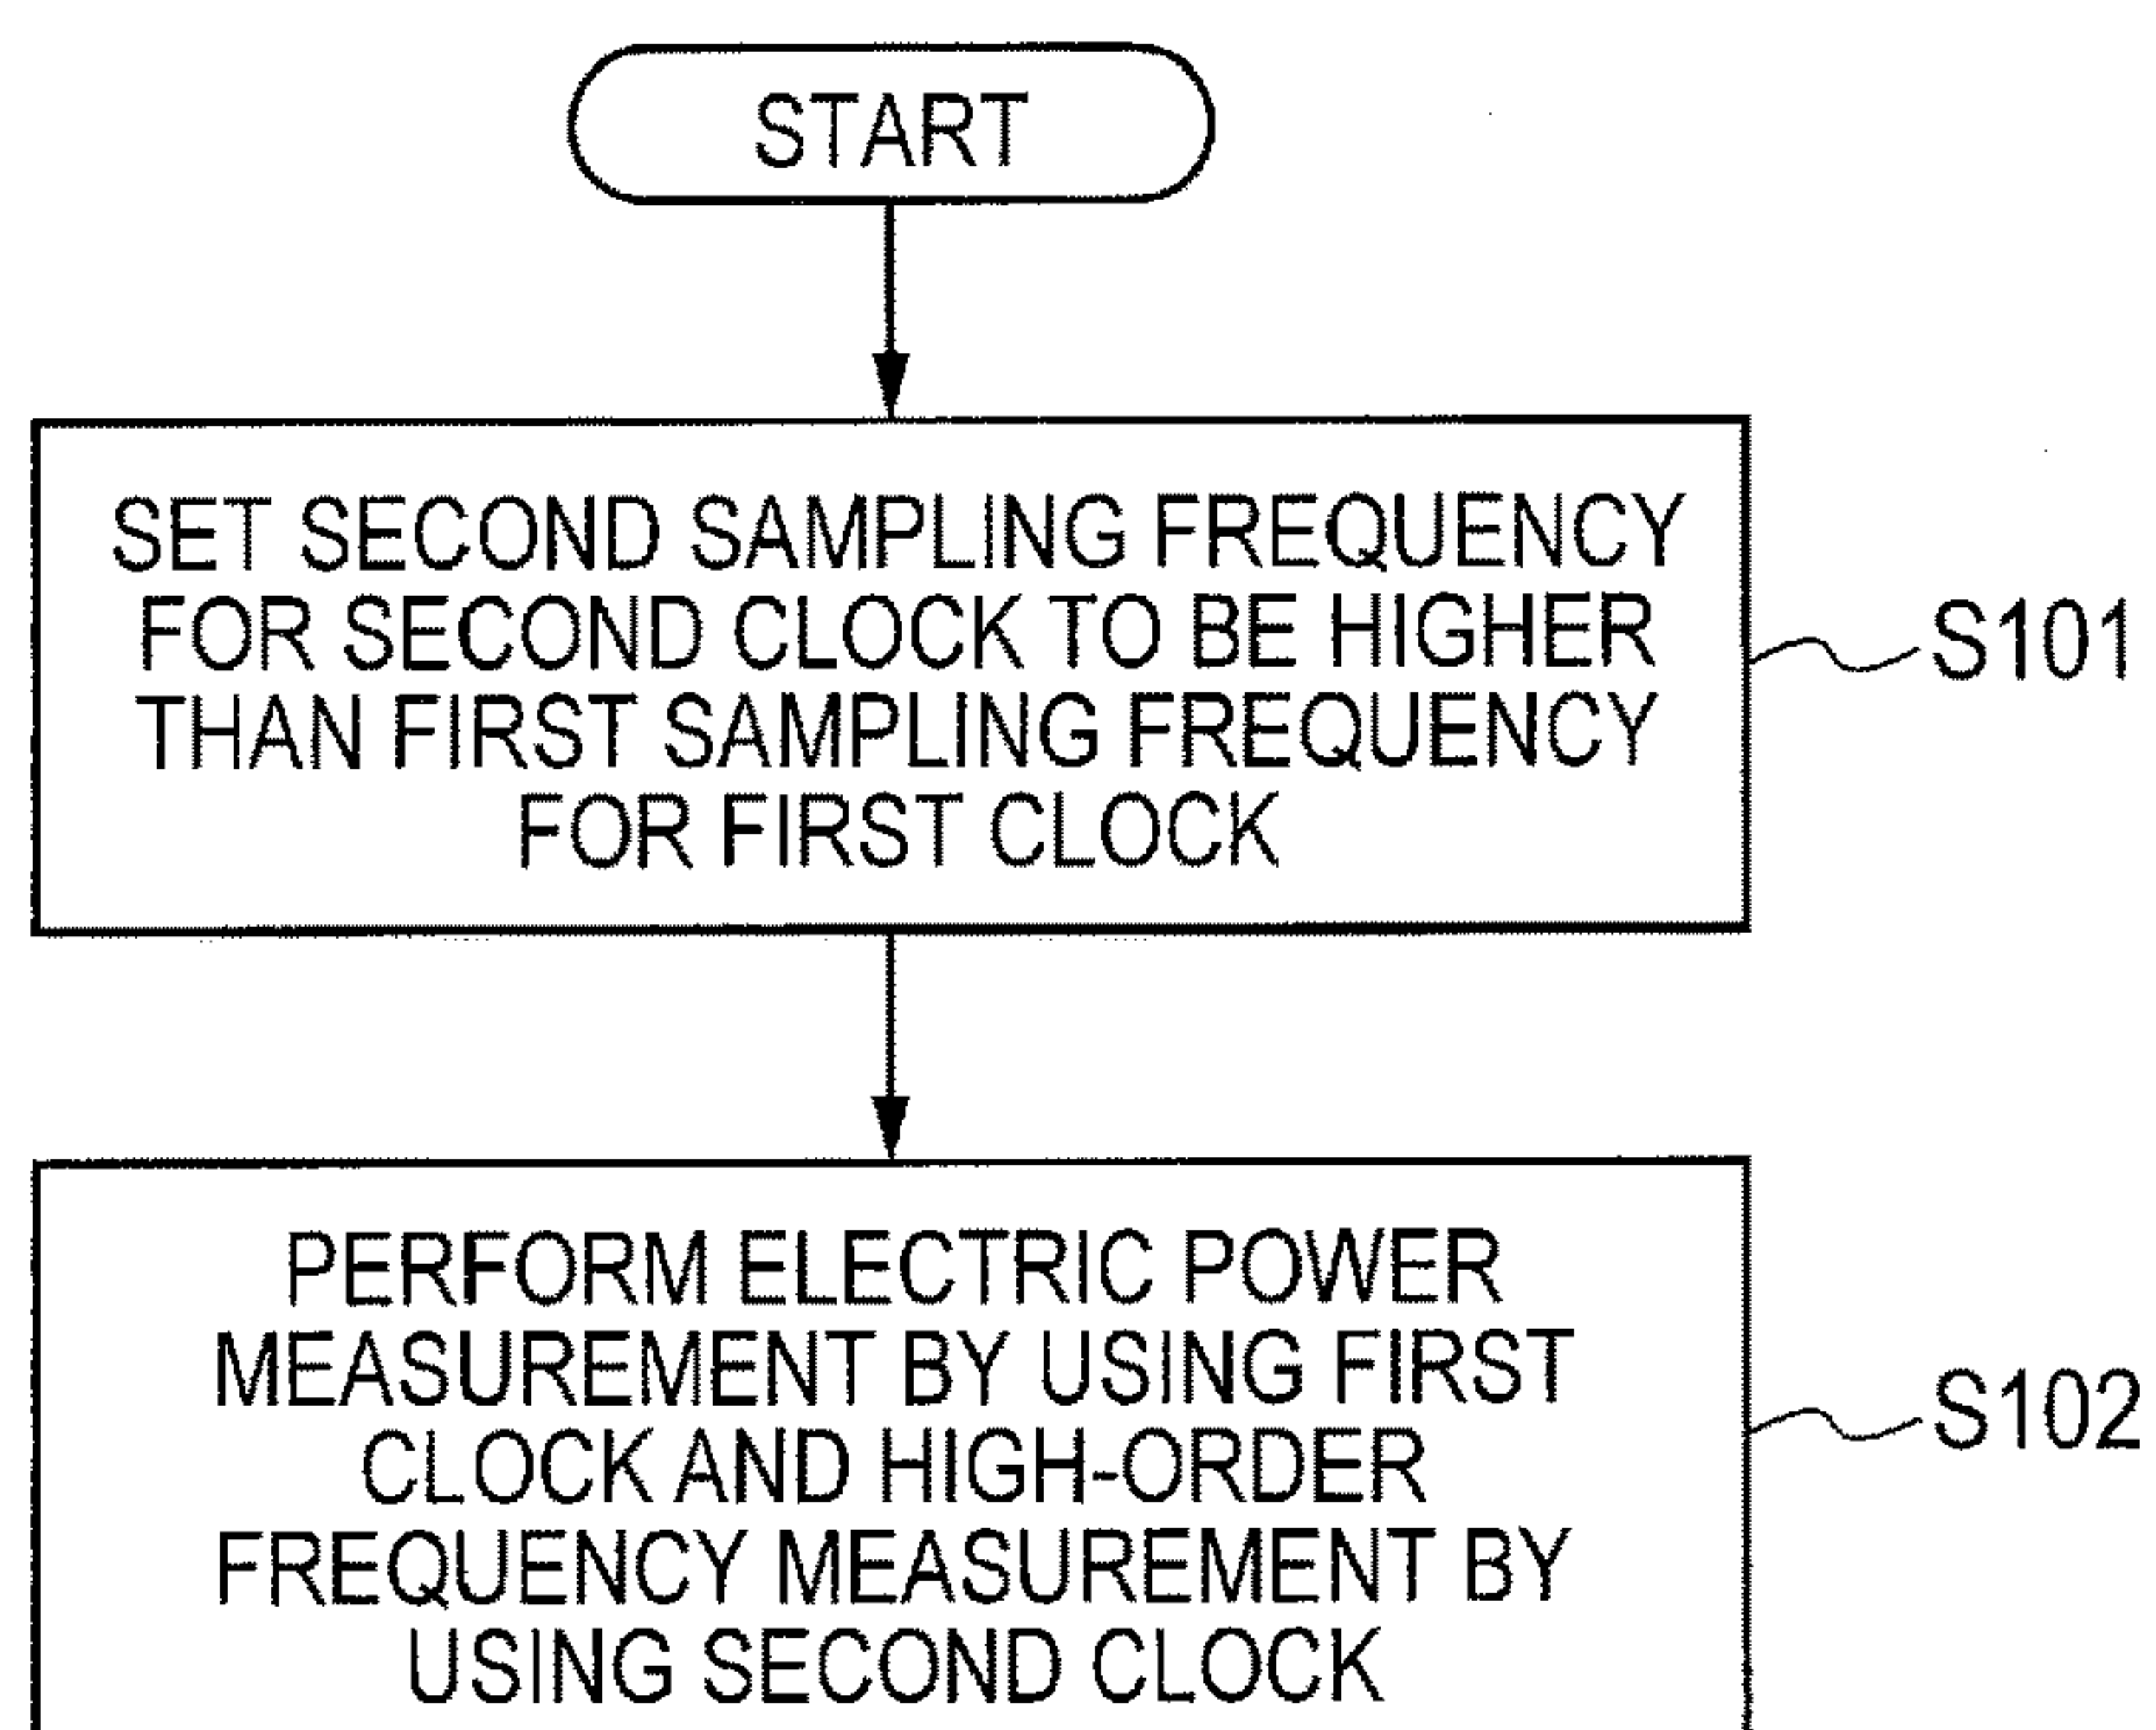 START
SET SECOND SAMPLING FREQUENCY
FOR SECOND CLOCK TO BE HIGHER
THAN FIRST SAMPLING FREQUENCY
FOR FIRST CLOCK
S101
PERFORM ELECTRIC POWER
MEASUREMENT BY USING FIRST
CLOCK AND HIGH-ORDER
FREQUENCY MEASUREMENT BY
USING SECOND CLOCK
S102